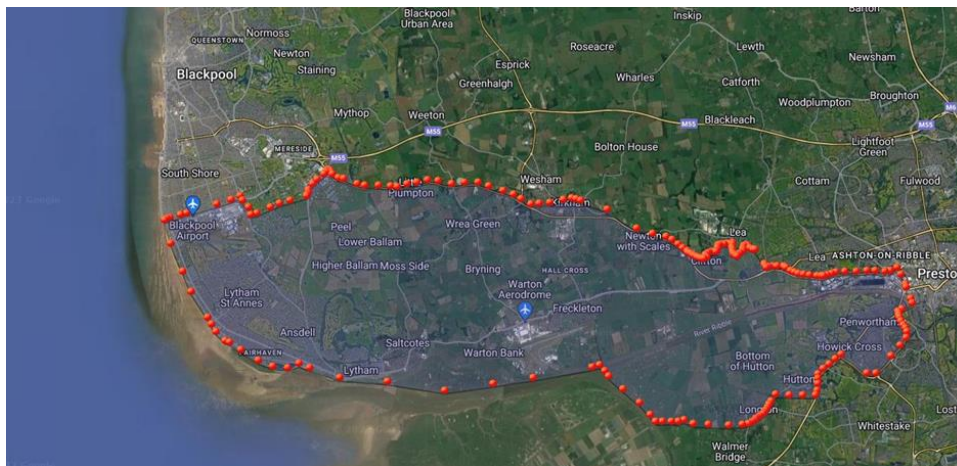 Blackpool
Urban Area
Inskip
Barton
Normoss
QUEENSTOWN
Newton
Roseacre
Lewth
Newsham
Esprick
Staining
Blackpool
Greenhalgh
Wharles
Catforth
Broughton
Woodplumpton
Mythop
Weeton
Blackleach
M55
M55
M55
Lightfoot
Green
MERESIDE
M55
Bolton House
South Shore
Wesham
Cottam
Fulwood
Plumpton
Kirkham
Blackpool
Airport
Peel
Wrea Green
Newton
with Scales
Lea
Lower Ballam
Clifton
Lea
ASHTON-ON-RIBBLE
Higher Ballam
Moss Side
Bryning
HALL CROSS
Preston
Warton
Aerodrome
Lytham
St Annes
Freckleton
Penwortham
River Ribble
Ansdell
Saltcotes
Howick Cross
FAIRHAVEN
Warton Bank
Bottom
of Hutton
Lytham
Hutton
Longton
Lost
Whitestake
Walmer
Bridge